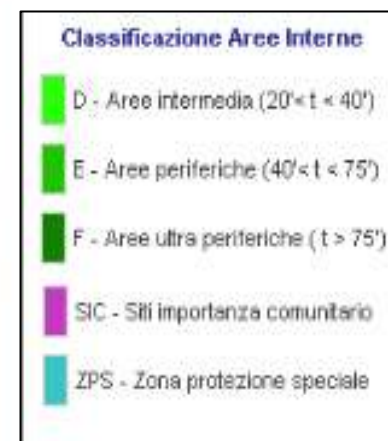 Classificazione Aree Interne
D - Aree intermedia (20'< t < 40')
E - Aree periferiche (40'< t < 75')
F - Aree ultra periferiche ( t > 75')
SIC - Siti importanza comunitario
ZPS - Zona protezione speciale